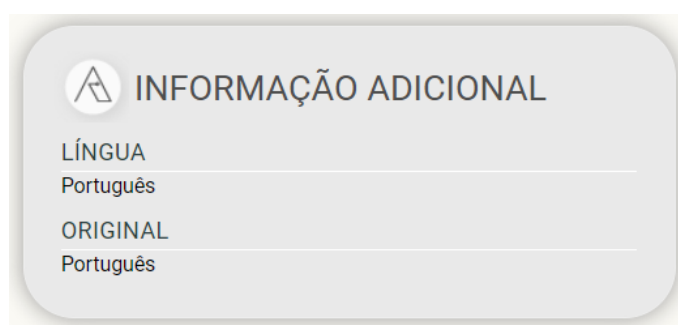 INFORMAÇÃO ADICIONAL
LÍNGUA
Português
ORIGINAL
Português